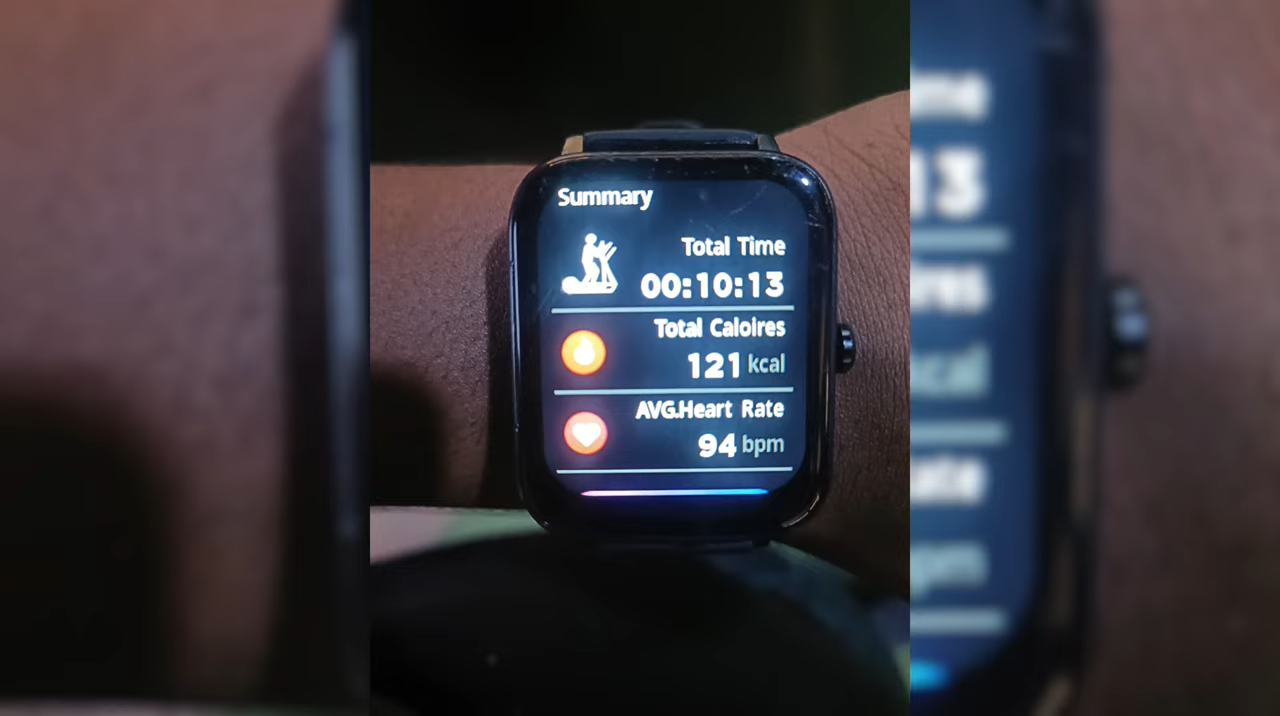 Summary
Total Time
00:10:13
Total Caloires
121 kcal
AVG.Heart Rate
94 bpm